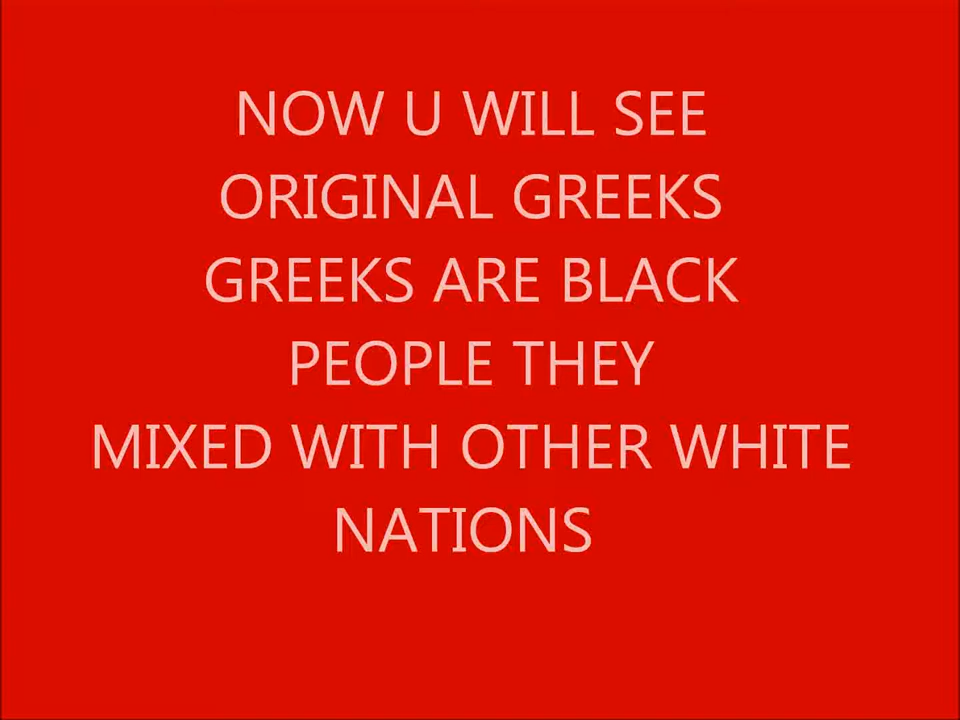 NOW U WILL SEE
ORIGINAL GREEKS
GREEKS ARE BLACK
PEOPLE THEY
MIXED WITH OTHER WHITE
NATIONS